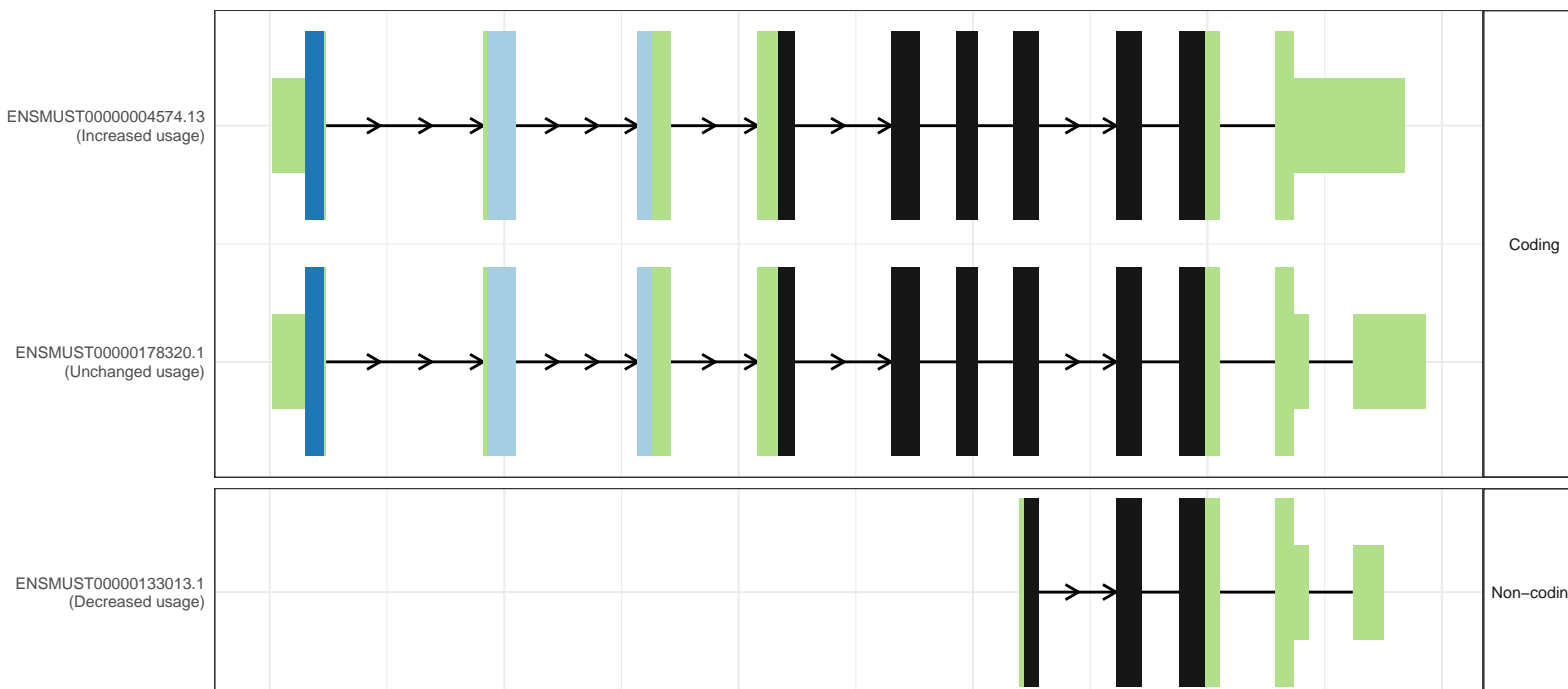 ENSMUST00000004574.13
(Increased usage)
Coding
ENSMUST00000178320.1
(Unchanged usage)
ENSMUST00000133013.1
(Decreased usage)
Non−codin